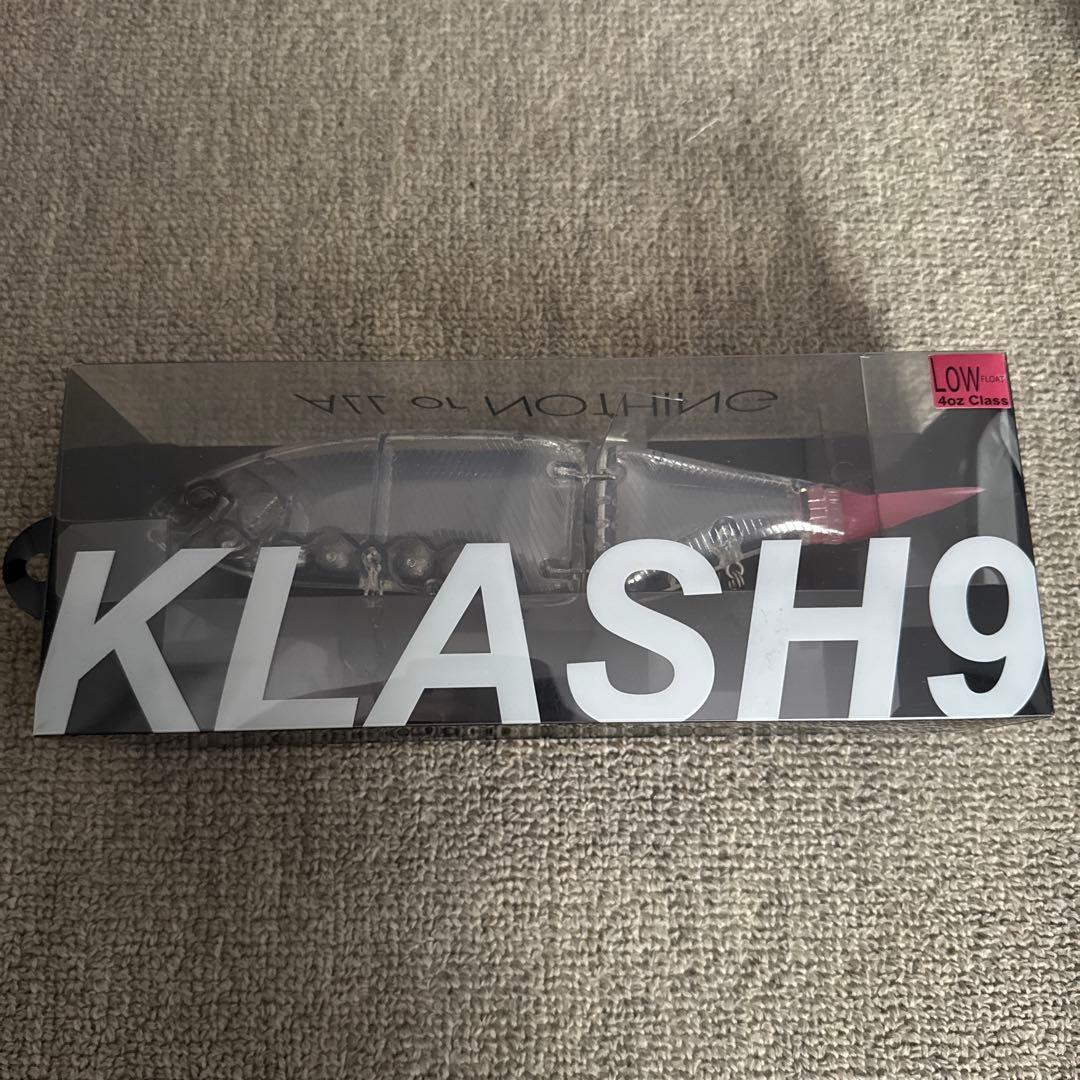 ALL or NOTHING
LOW FLOAT
4oz Class
KLASH9